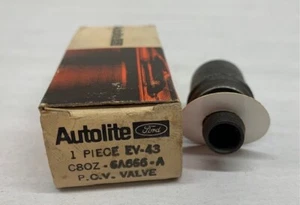 Autolite Ford
1 PIECE EV-43
C8OZ-6A666-A
P.C.V. VALVE